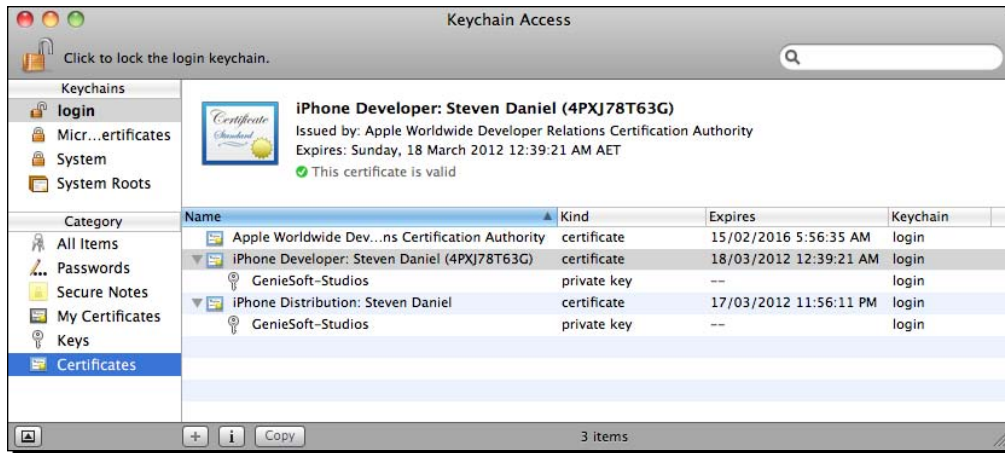 Keychain Access
Click to lock the login keychain.
Keychains
login
Micr...ertificates
System
System Roots
Category
All Items
Passwords
Secure Notes
My Certificates
Keys
Certificates
Certificate
Standard
iPhone Developer: Steven Daniel (4PXJ78T63G)
Issued by: Apple Worldwide Developer Relations Certification Authority
Expires: Sunday, 18 March 2012 12:39:21 AM AET
This certificate is valid
Name Kind Expires Keychain
Apple Worldwide Dev...ns Certification Authority certificate 15/02/2016 5:56:35 AM login
iPhone Developer: Steven Daniel (4PXJ78T63G) certificate 18/03/2012 12:39:21 AM login
GenieSoft-Studios private key -- login
iPhone Distribution: Steven Daniel certificate 17/03/2012 11:56:11 PM login
GenieSoft-Studios private key -- login
+ i Copy 3 items